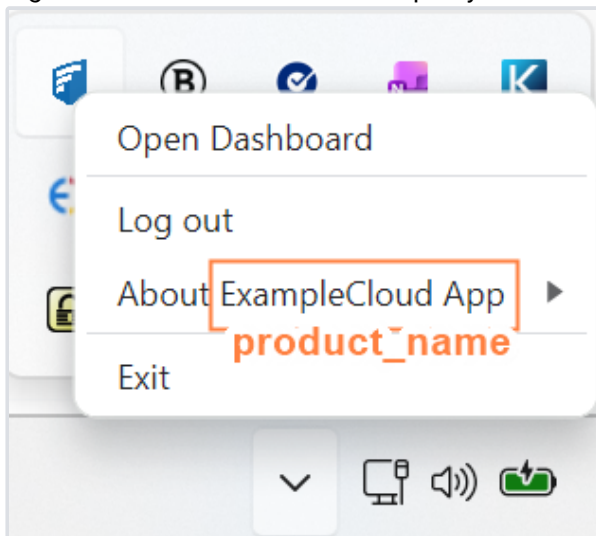 B
N
K
Open Dashboard
Log out
About ExampleCloud App
product_name
Exit